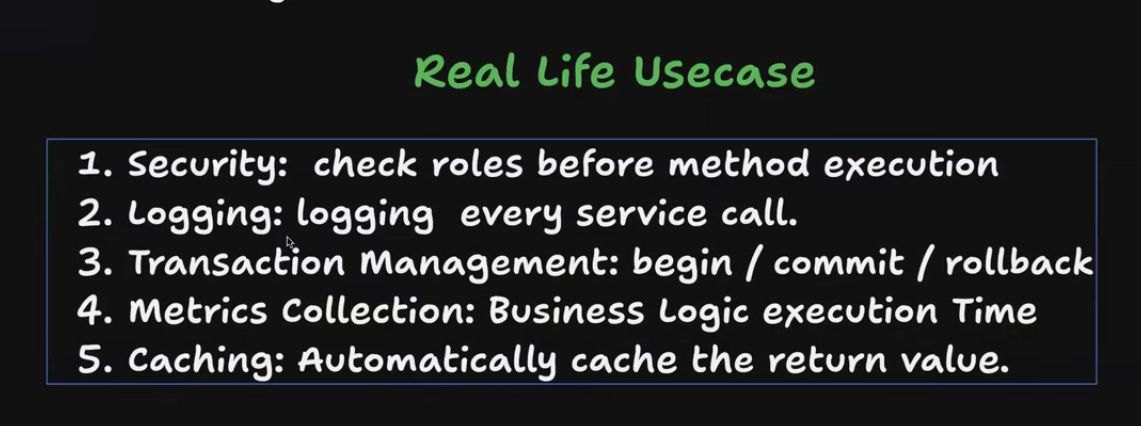 Real Life Usecase
1. Security: check roles before method execution
2. Logging: logging every service call.
3. Transaction Management: begin / commit / rollback
4. Metrics Collection: Business Logic execution Time
5. Caching: Automatically cache the return value.